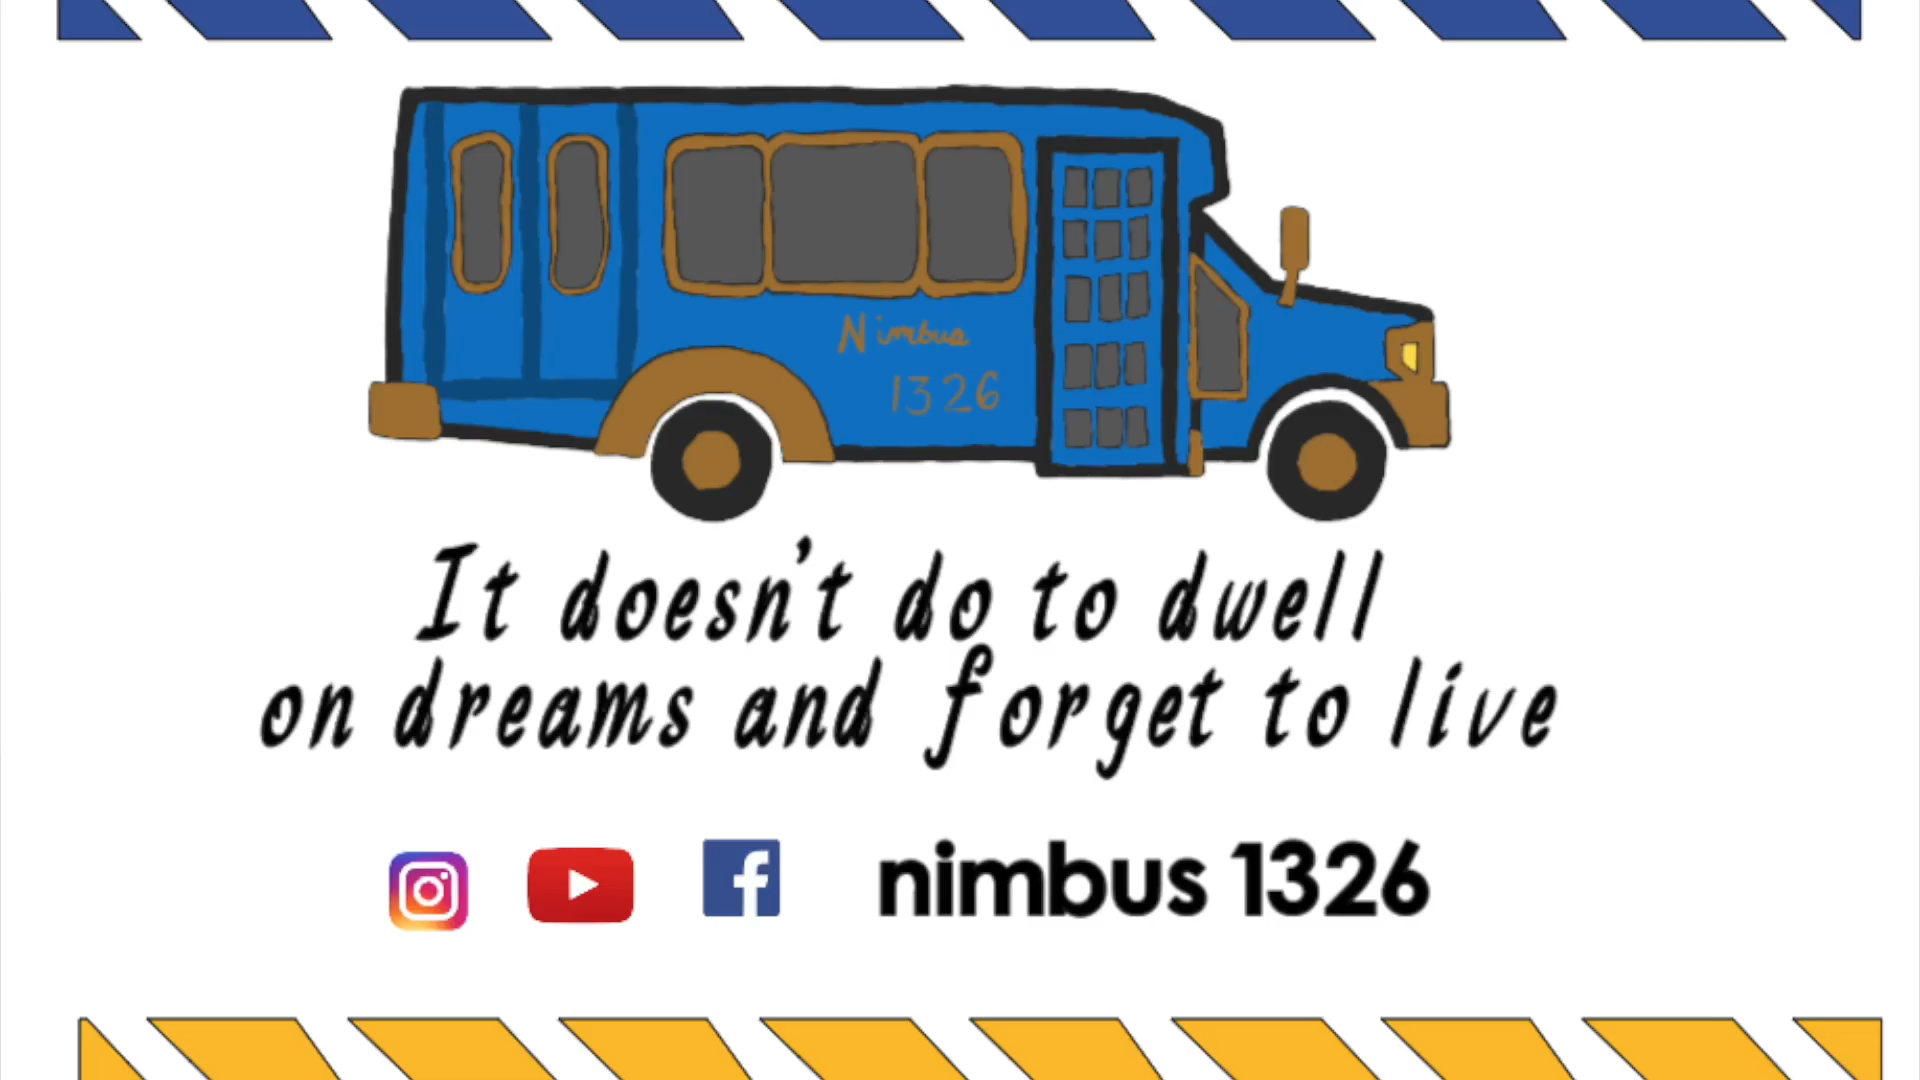 Nimbus
1326
It doesn't do to dwell
on dreams and forget to live
nimbus 1326